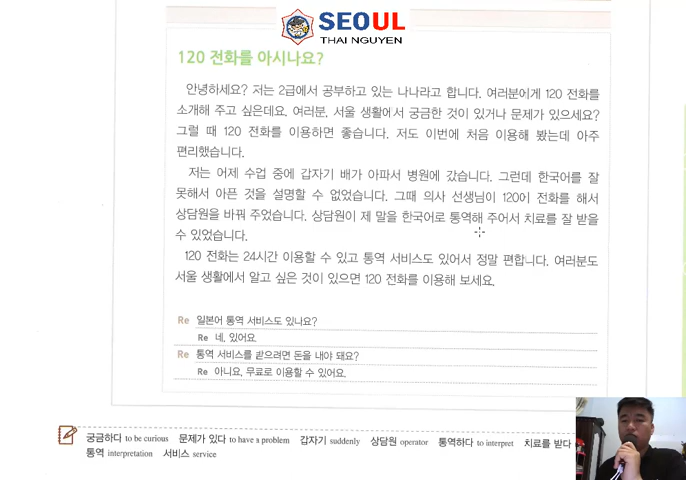 SEOUL
THAI NGUYEN
120 전화를 아시나요?
안녕하세요? 저는 2급에서 공부하고 있는 나나라고 합니다. 여러분에게 120 전화를
소개해 주고 싶은데요. 여러분, 서울 생활에서 궁금한 것이 있거나 문제가 있으세요?
그럴 때 120 전화를 이용하면 좋습니다. 저도 이번에 처음 이용해 봤는데 아주
편리했습니다.
저는 어제 수업 중에 갑자기 배가 아파서 병원에 갔습니다. 그런데 한국어를 잘
못해서 아픈 것을 설명할 수 없었습니다. 그때 의사 선생님이 120에 전화를 해서
상담원을 바꿔 주었습니다. 상담원이 제 말을 한국어로 통역해 주어서 치료를 잘 받을
수 있었습니다.
120 전화는 24시간 이용할 수 있고 통역 서비스도 있어서 정말 편합니다. 여러분도
서울 생활에서 알고 싶은 것이 있으면 120 전화를 이용해 보세요.
Re 일본어 통역 서비스도 있나요?
Re 네, 있어요.
Re 통역 서비스를 받으려면 돈을 내야 돼요?
Re 아니요, 무료로 이용할 수 있어요.
궁금하다 to be curious 문제가 있다 to have a problem 갑자기 suddenly 상담원 operator 통역하다 to interpret 치료를 받다
통역 interpretation 서비스 service